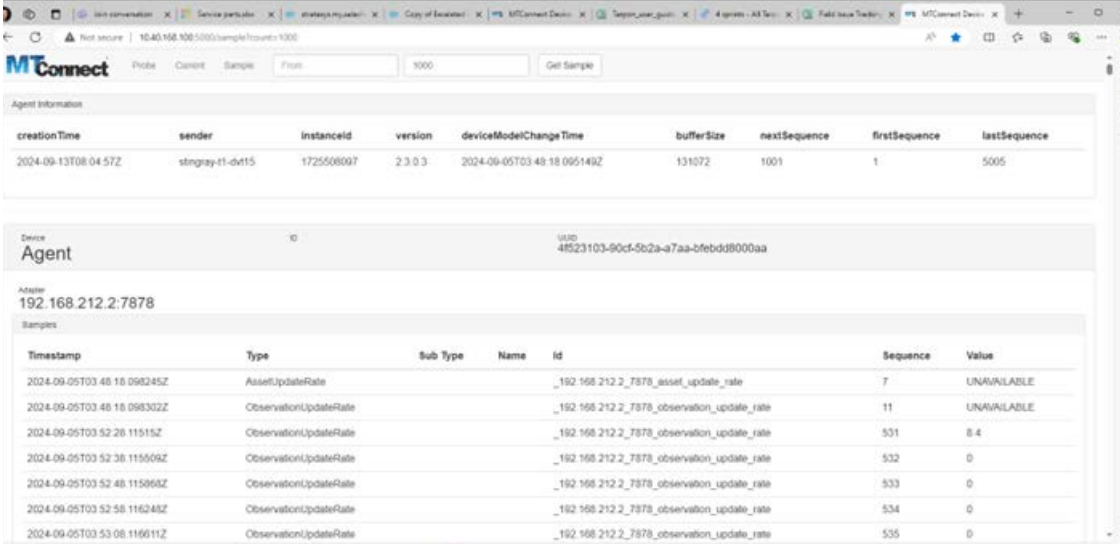 Join conversation
Copy of Escalated
Not secure | 10.40.168.100:5000/sample?count=1000
MTConnect Probe Current Sample From 1000 Get Sample
Agent Information
creationTime sender instanceId version deviceModelChangeTime bufferSize nextSequence firstSequence lastSequence
2024-09-13T08:04:57Z stingray-t1-dvt15 1725508097 2.3.0.3 2024-09-05T03:48:18.095149Z 131072 1001 1 5005
Device ID UUID
Agent 4f523103-90cf-5b2a-a7aa-bfebdd8000aa
Adapter
192.168.212.2:7878
Samples
Timestamp Type Sub Type Name Id Sequence Value
2024-09-05T03:48:18.098245Z AssetUpdateRate _192.168.212.2_7878_asset_update_rate 7 UNAVAILABLE
2024-09-05T03:48:18.098302Z ObservationUpdateRate _192.168.212.2_7878_observation_update_rate 11 UNAVAILABLE
2024-09-05T03:52:28.11515Z ObservationUpdateRate _192.168.212.2_7878_observation_update_rate 531 8.4
2024-09-05T03:52:38.115509Z ObservationUpdateRate _192.168.212.2_7878_observation_update_rate 532 0
2024-09-05T03:52:48.115868Z ObservationUpdateRate _192.168.212.2_7878_observation_update_rate 533 0
2024-09-05T03:52:58.116248Z ObservationUpdateRate _192.168.212.2_7878_observation_update_rate 534 0
2024-09-05T03:53:08.116611Z ObservationUpdateRate _192.168.212.2_7878_observation_update_rate 535 0